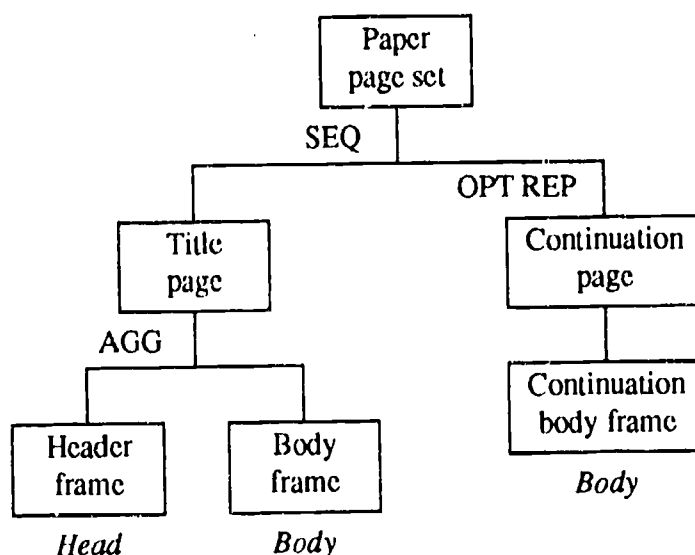 Paper
page set
SEQ
OPT REP
Title
page
Continuation
page
AGG
Header
frame
Body
frame
Continuation
body frame
Head
Body
Body